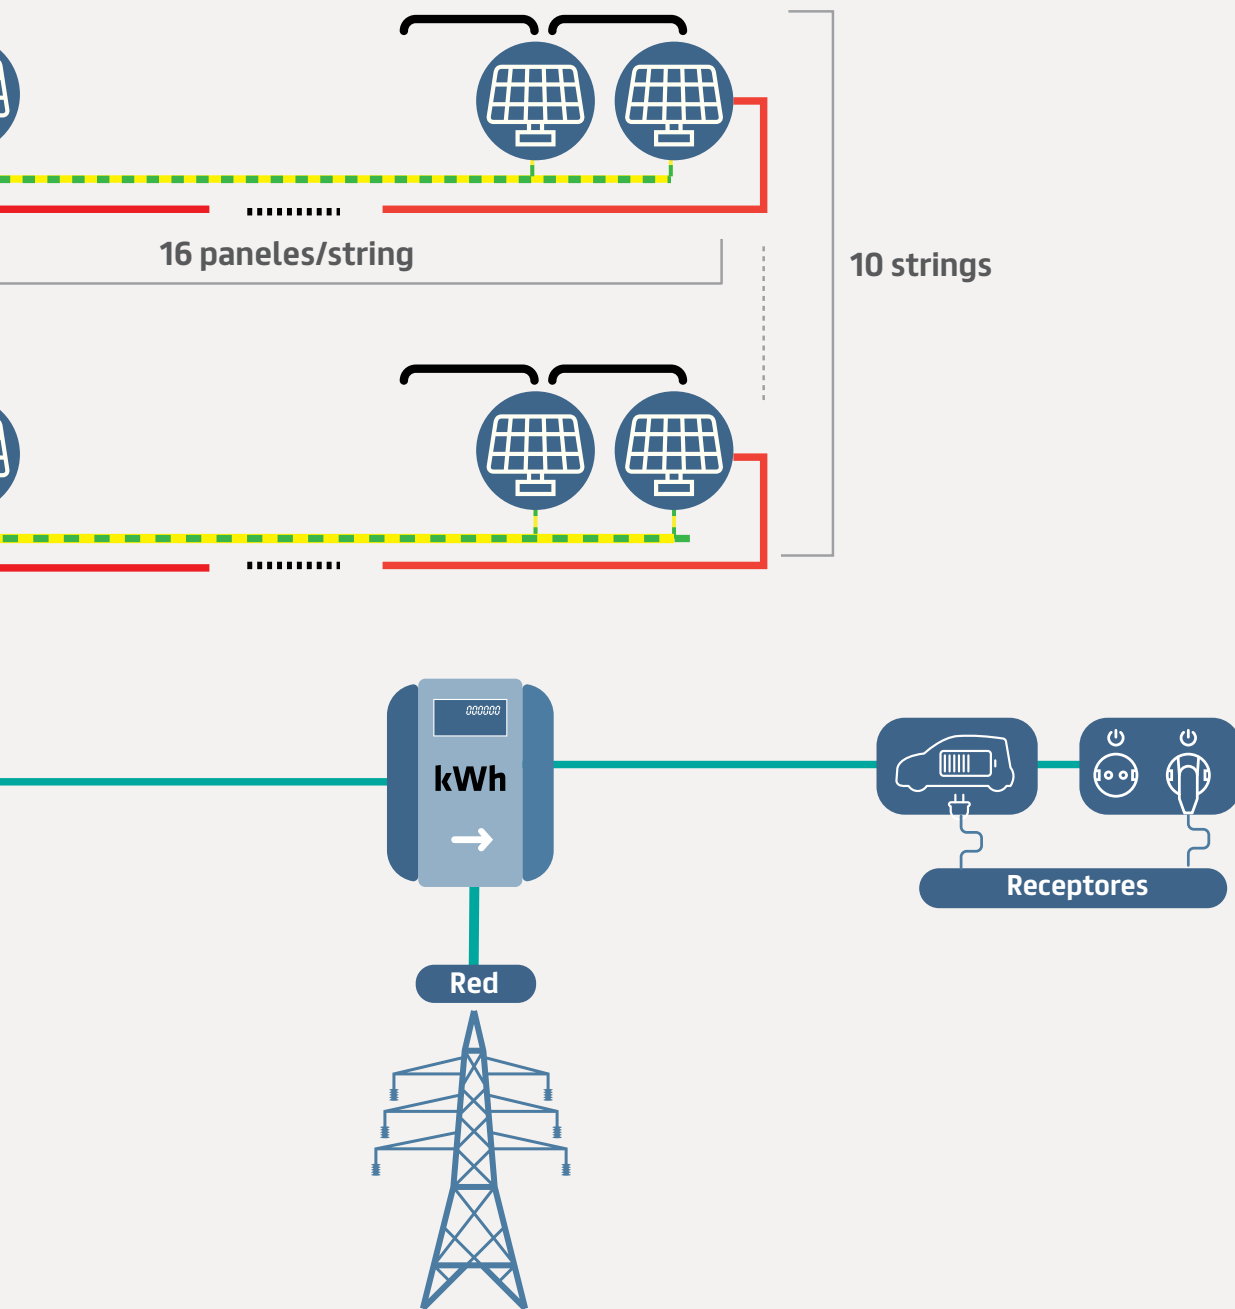 16 paneles/string
10 strings
000000
kWh
Receptores
Red